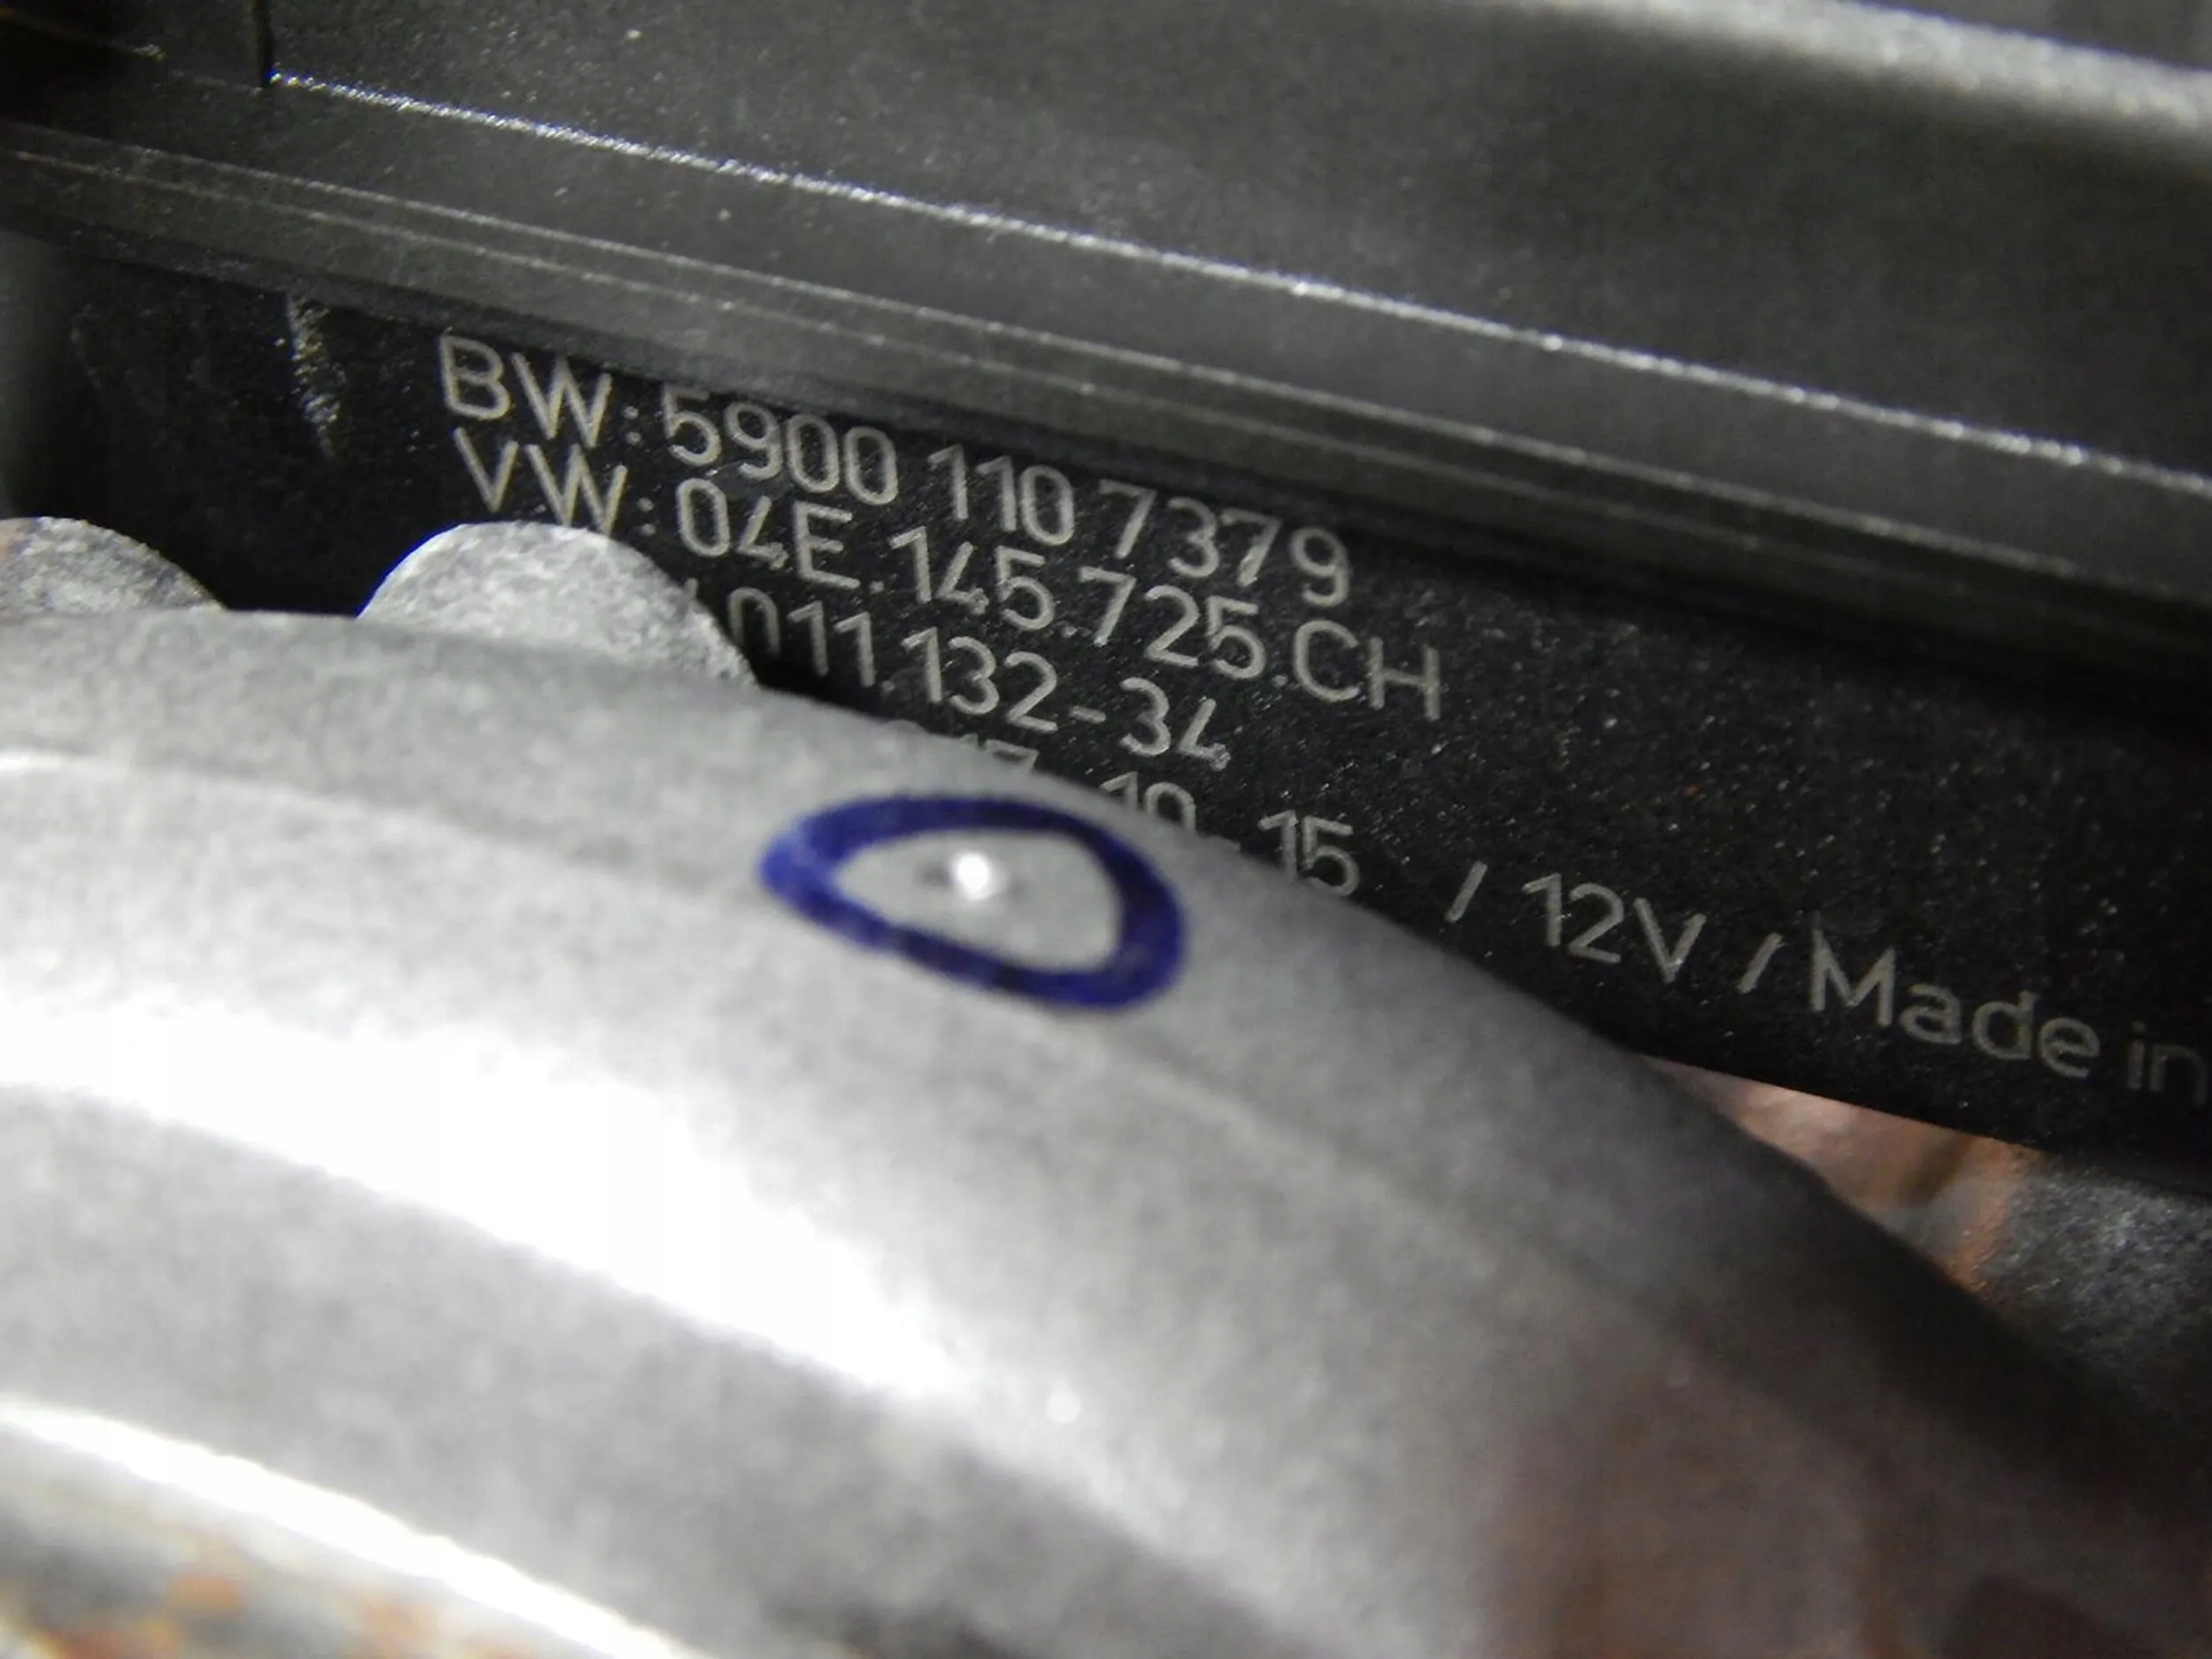 BW: 5900 110 7379
VW: 04E.145.725.CH
011.132-34
-15 / 12V / Made in